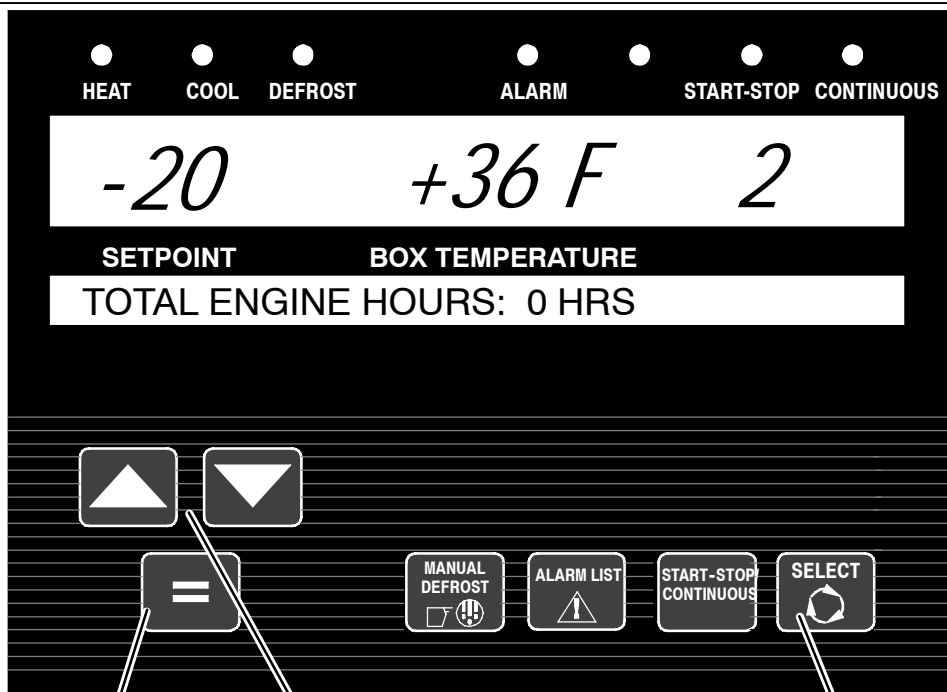 HEAT COOL DEFROST ALARM START-STOP CONTINUOUS
-20 +36 F 2
SETPOINT BOX TEMPERATURE
TOTAL ENGINE HOURS: 0 HRS
=
MANUAL
DEFROST
ALARM LIST
START-STOP/
CONTINUOUS
SELECT